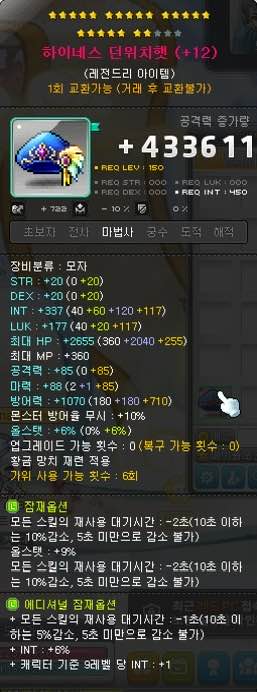 하이네스 던위치햇 (+12)
(레전드리 아이템)
1회 교환가능 (거래 후 교환불가)
공격력 증가량
+433611
REQ LEV : 150
REQ STR : 000 REQ LUK : 000
REQ DEX : 000 REQ INT : 450
+ 722 - 10 % 0 %
초보자 전사 마법사 궁수 도적 해적
장비분류 : 모자
STR : +20 (0 +20)
DEX : +20 (0 +20)
INT : +337 (40 +60 +120 +117)
LUK : +177 (40 +20 +117)
최대 HP : +2655 (360 +2040 +255)
최대 MP : +360
공격력 : +85 (0 +85)
마력 : +88 (2 +1 +85)
방어력 : +1070 (180 +180 +710)
몬스터 방어율 무시 : +10%
올스탯 : +6% (0% +6%)
업그레이드 가능 횟수 : 0 (복구 가능 횟수 : 0)
황금 망치 재련 적용
가위 사용 가능 횟수 : 6회
잠재옵션
모든 스킬의 재사용 대기시간 : -2초(10초 이하
는 10%감소, 5초 미만으로 감소 불가)
올스탯 : +9%
모든 스킬의 재사용 대기시간 : -2초(10초 이하
는 10%감소, 5초 미만으로 감소 불가)
에디셔널 잠재옵션
+ 모든 스킬의 재사용 대기시간 : -1초(10초 이
하는 5%감소, 5초 미만으로 감소 불가)
+ INT : +6%
+ 캐릭터 기준 9레벨 당 INT : +1